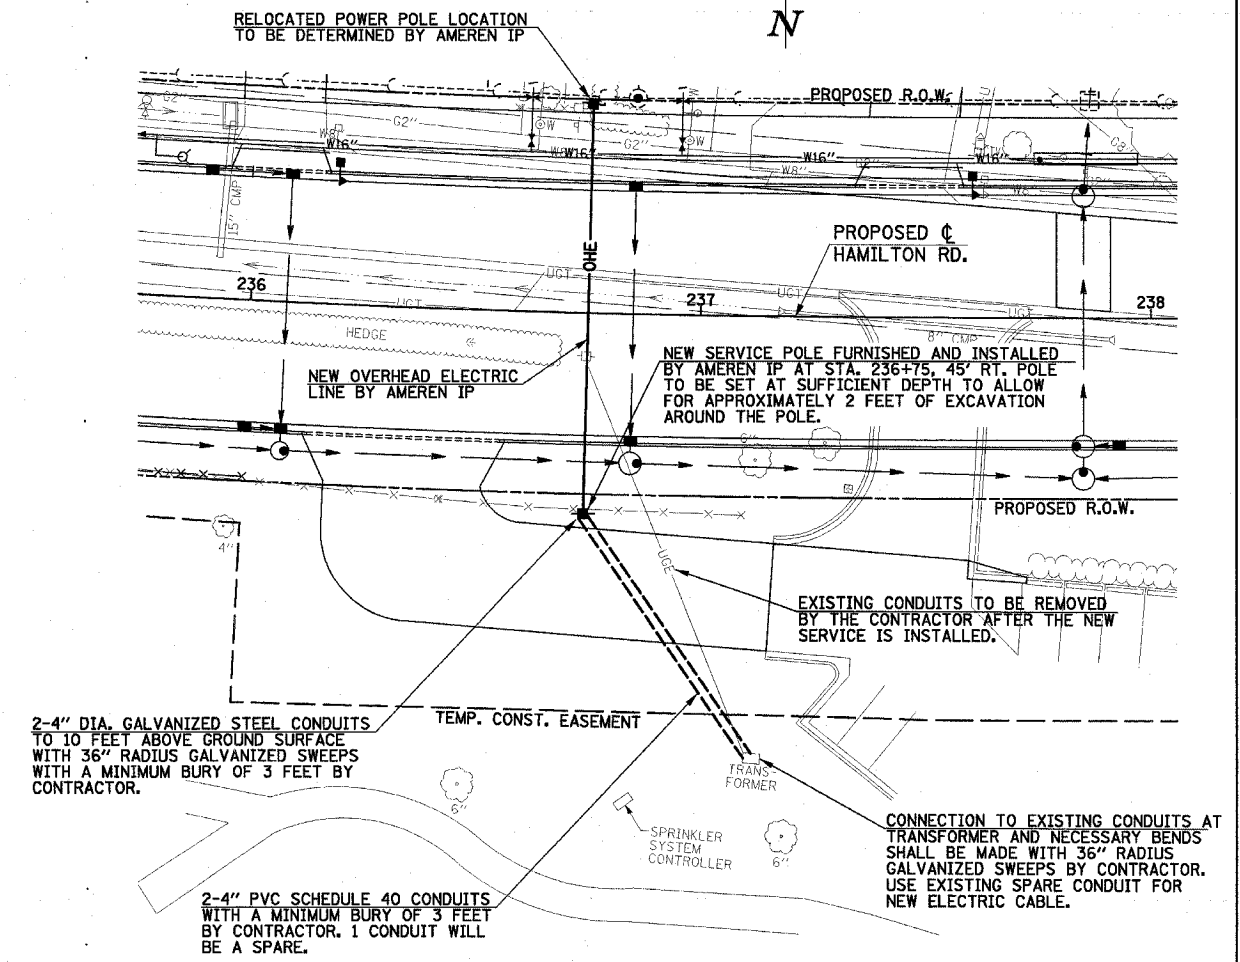 RELOCATED POWER POLE LOCATION
TO BE DETERMINED BY AMEREN IP
N
PROPOSED R.O.W.
G2"
G2"
G2"
W
W
W
W8"
W16"
W16"
W16"
W16"
W8"
15" CMP
OHE
PROPOSED ℄
HAMILTON RD.
UGT
UGT
UGT
UGT
236
237
238
HEDGE
8" CMP
NEW OVERHEAD ELECTRIC
LINE BY AMEREN IP
NEW SERVICE POLE FURNISHED AND INSTALLED
BY AMEREN IP AT STA. 236+75, 45' RT. POLE
TO BE SET AT SUFFICIENT DEPTH TO ALLOW
FOR APPROXIMATELY 2 FEET OF EXCAVATION
AROUND THE POLE.
6"
PROPOSED R.O.W.
4"
UGE
EXISTING CONDUITS TO BE REMOVED
BY THE CONTRACTOR AFTER THE NEW
SERVICE IS INSTALLED.
2-4" DIA. GALVANIZED STEEL CONDUITS
TO 10 FEET ABOVE GROUND SURFACE
WITH 36" RADIUS GALVANIZED SWEEPS
WITH A MINIMUM BURY OF 3 FEET BY
CONTRACTOR.
TEMP. CONST. EASEMENT
TRANS-
FORMER
6"
SPRINKLER
SYSTEM
CONTROLLER
6"
CONNECTION TO EXISTING CONDUITS AT
TRANSFORMER AND NECESSARY BENDS
SHALL BE MADE WITH 36" RADIUS
GALVANIZED SWEEPS BY CONTRACTOR.
USE EXISTING SPARE CONDUIT FOR
NEW ELECTRIC CABLE.
2-4" PVC SCHEDULE 40 CONDUITS
WITH A MINIMUM BURY OF 3 FEET
BY CONTRACTOR. 1 CONDUIT WILL
BE A SPARE.